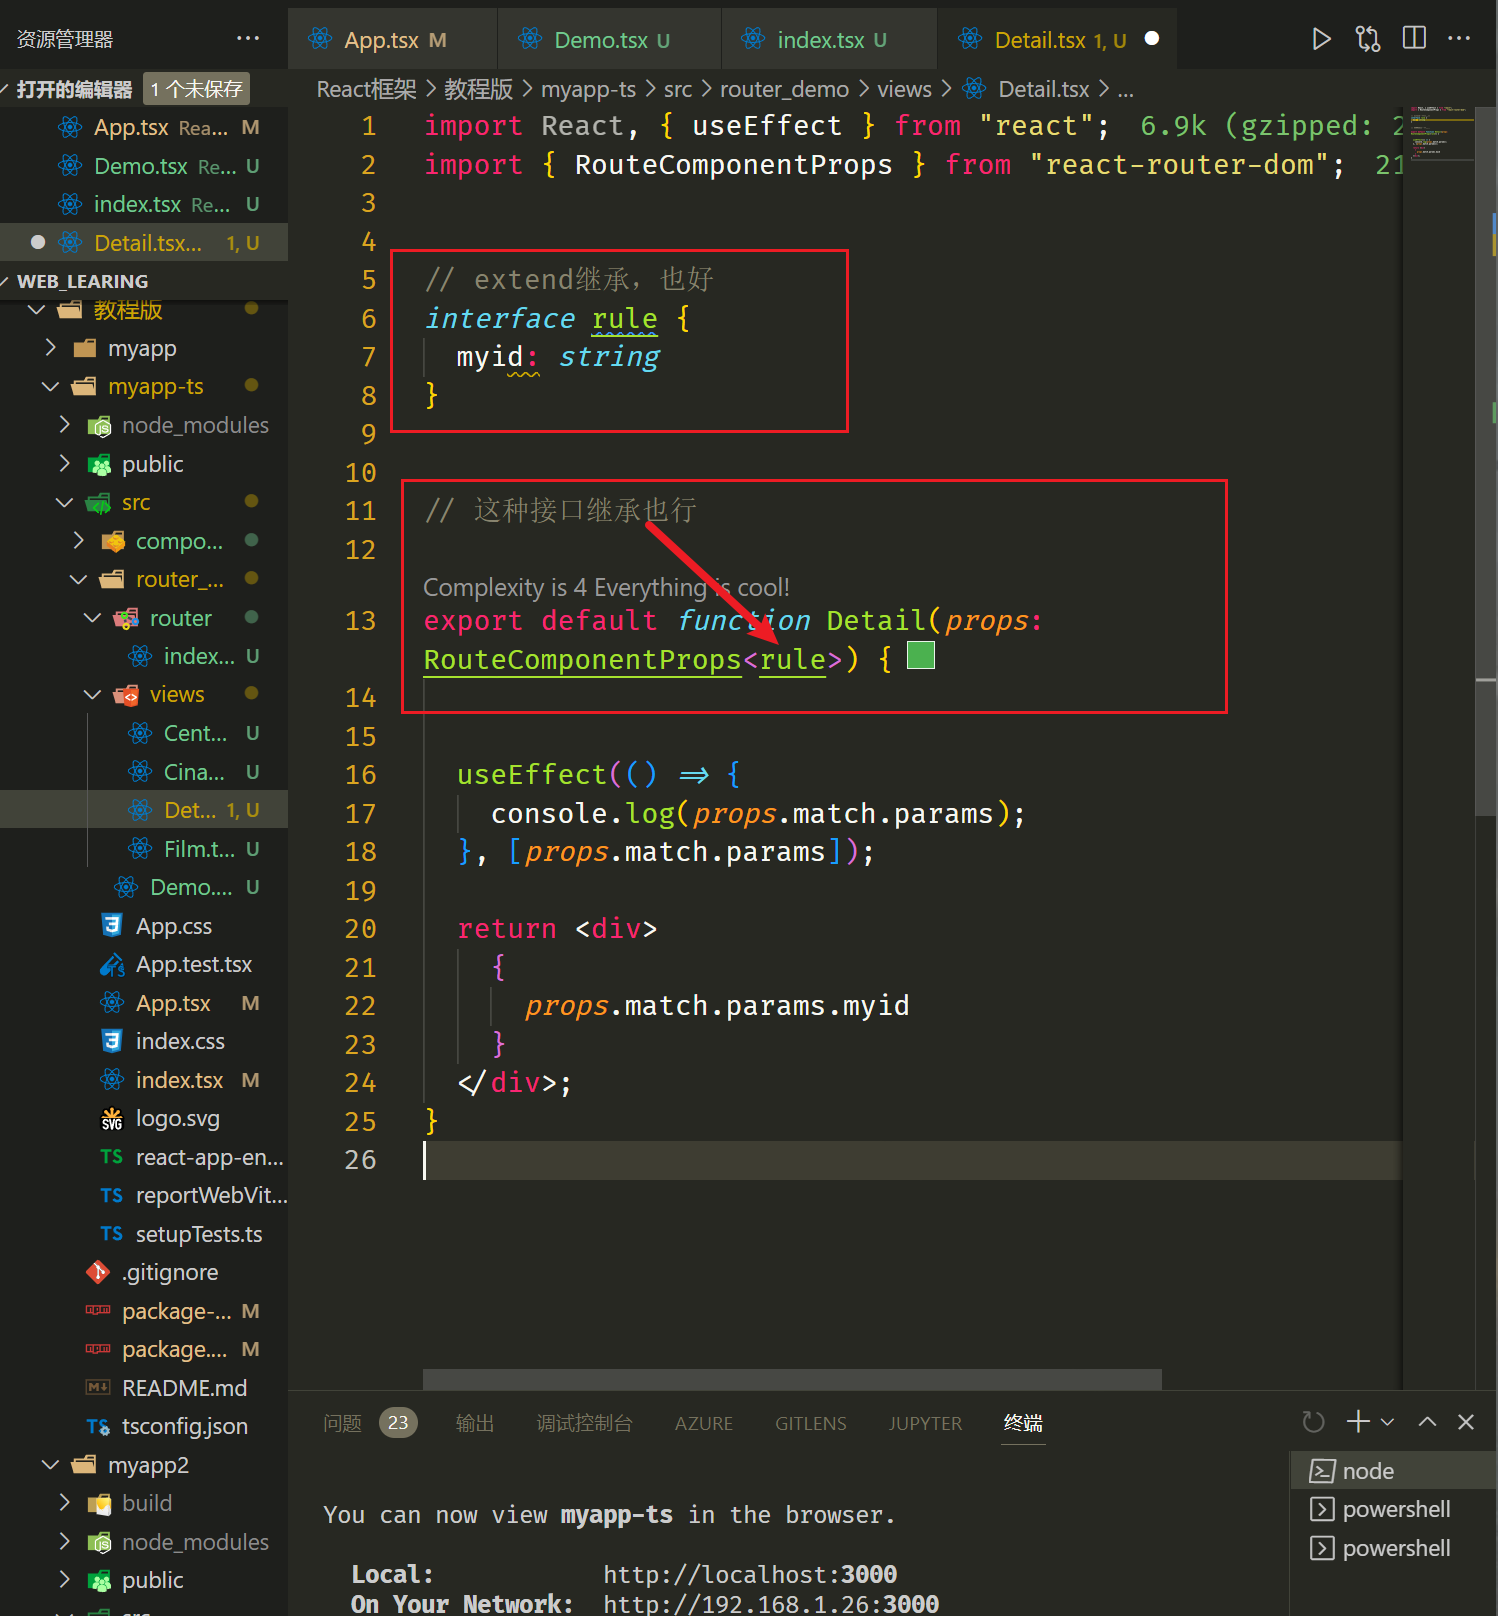 资源管理器 ···
打开的编辑器 1 个未保存
App.tsx Rea... M
Demo.tsx Re... U
index.tsx Re... U
Detail.tsx... 1, U
WEB_LEARING
教程版
myapp
myapp-ts
node_modules
public
src
compo...
router_...
router
index... U
views
Cent... U
Cina... U
Det... 1, U
Film.t... U
Demo.... U
App.css
App.test.tsx
App.tsx M
index.css
index.tsx M
logo.svg
react-app-en...
reportWebVit...
setupTests.ts
.gitignore
package-... M
package.... M
README.md
tsconfig.json
myapp2
build
node_modules
public
App.tsx M
Demo.tsx U
index.tsx U
Detail.tsx 1, U
React框架 > 教程版 > myapp-ts > src > router_demo > views > Detail.tsx > ...
1 import React, { useEffect } from "react"; 6.9k (gzipped: 2
2 import { RouteComponentProps } from "react-router-dom"; 21
3
4
5 // extend继承，也好
6 interface rule {
7 myid: string
8 }
9
10
11 // 这种接口继承也行
12
Complexity is 4 Everything is cool!
13 export default function Detail(props:
RouteComponentProps<rule>) {
14
15
16 useEffect(() => {
17 console.log(props.match.params);
18 }, [props.match.params]);
19
20 return <div>
21 {
22 props.match.params.myid
23 }
24 </div>;
25 }
26
问题 23 输出 调试控制台 AZURE GITLENS JUPYTER 终端
You can now view myapp-ts in the browser.
Local: http://localhost:3000
On Your Network: http://192.168.1.26:3000
node
powershell
powershell